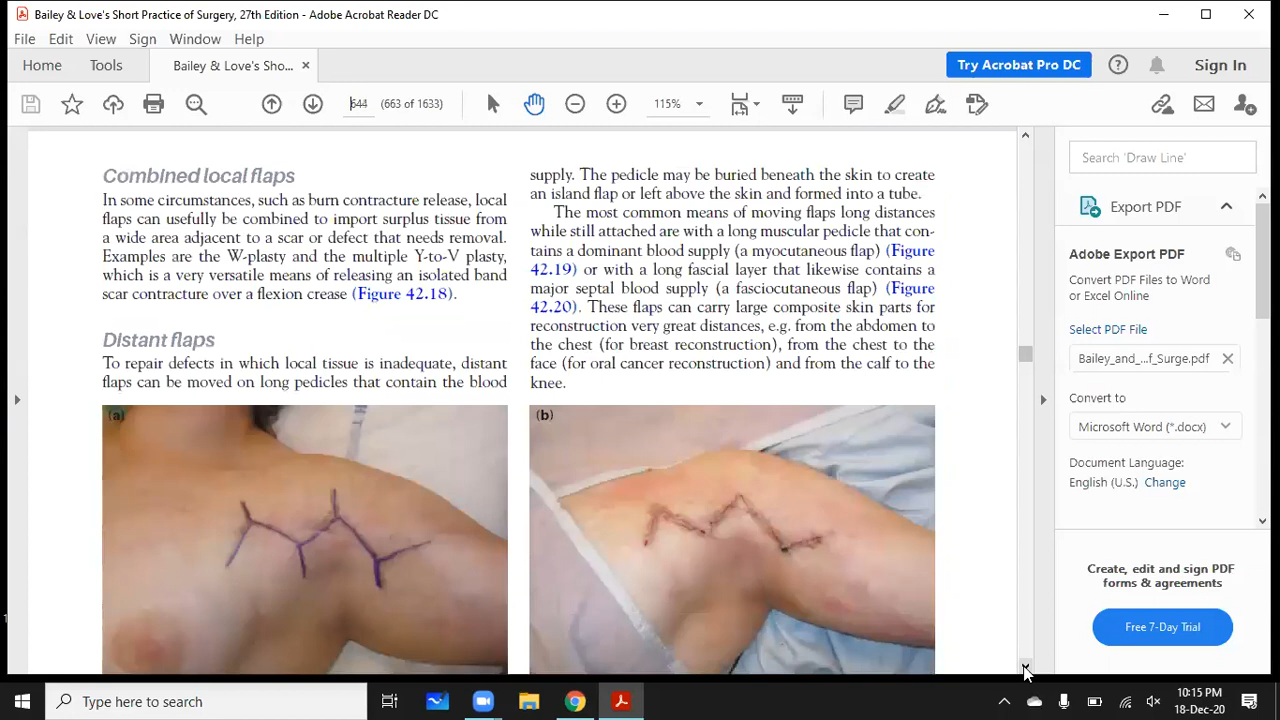 Bailey & Love's Short Practice of Surgery, 27th Edition - Adobe Acrobat Reader DC
File Edit View Sign Window Help
Home Tools Bailey & Love's Sho... × Try Acrobat Pro DC Sign In
644 (663 of 1633) 115%
Combined local flaps
In some circumstances, such as burn contracture release, local
flaps can usefully be combined to import surplus tissue from
a wide area adjacent to a scar or defect that needs removal.
Examples are the W-plasty and the multiple Y-to-V plasty,
which is a very versatile means of releasing an isolated band
scar contracture over a flexion crease (Figure 42.18).
Distant flaps
To repair defects in which local tissue is inadequate, distant
flaps can be moved on long pedicles that contain the blood
supply. The pedicle may be buried beneath the skin to create
an island flap or left above the skin and formed into a tube.
The most common means of moving flaps long distances
while still attached are with a long muscular pedicle that con-
tains a dominant blood supply (a myocutaneous flap) (Figure
42.19) or with a long fascial layer that likewise contains a
major septal blood supply (a fasciocutaneous flap) (Figure
42.20). These flaps can carry large composite skin parts for
reconstruction very great distances, e.g. from the abdomen to
the chest (for breast reconstruction), from the chest to the
face (for oral cancer reconstruction) and from the calf to the
knee.
(a)
(b)
Search 'Draw Line'
Export PDF
Adobe Export PDF
Convert PDF Files to Word
or Excel Online
Select PDF File
Bailey_and_...f_Surge.pdf
Convert to
Microsoft Word (*.docx)
Document Language:
English (U.S.) Change
Create, edit and sign PDF
forms & agreements
Free 7-Day Trial
Type here to search
10:15 PM
18-Dec-20